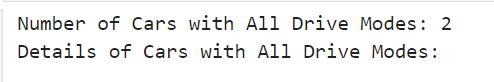 Number of Cars with All Drive Modes: 2
Details of Cars with All Drive Modes: